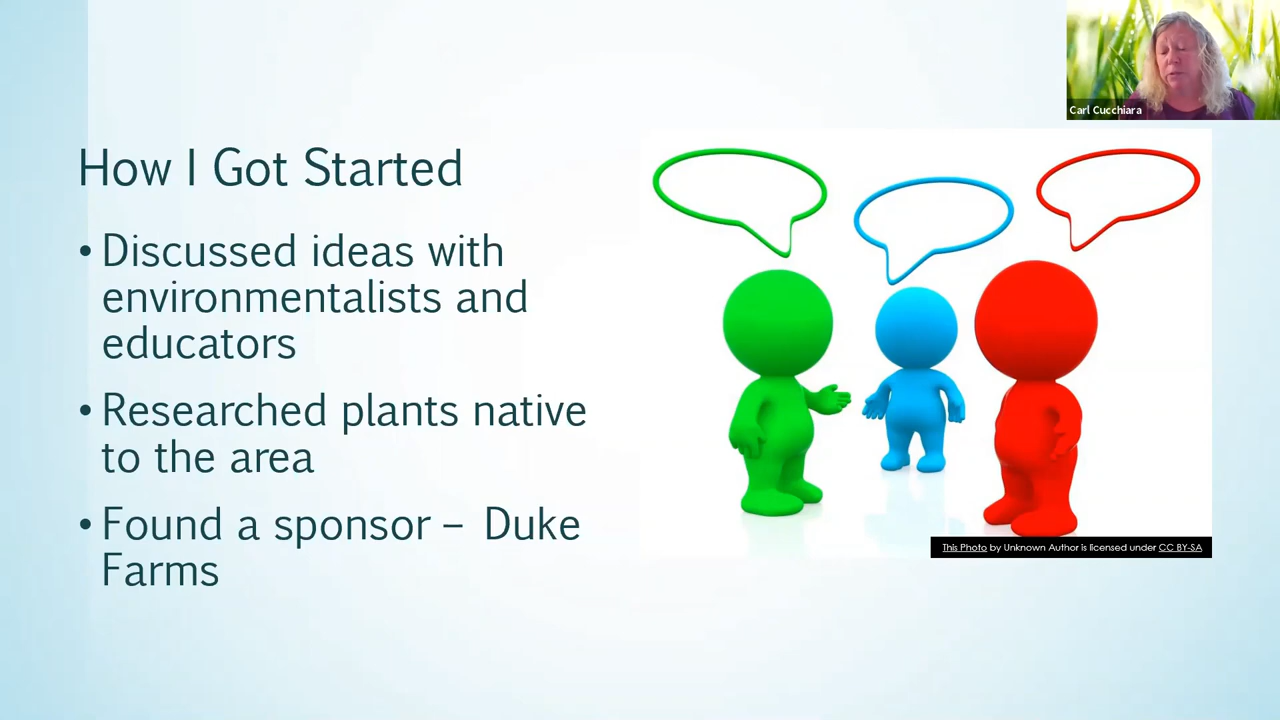 Carl Cucchiara
How I Got Started
• Discussed ideas with
environmentalists and
educators
• Researched plants native
to the area
• Found a sponsor – Duke
Farms
This Photo by Unknown Author is licensed under CC BY-SA